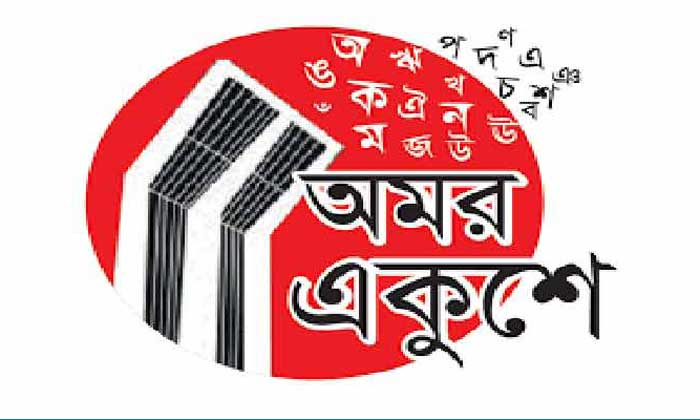 অ ঋ প দ ণ এ ঞ
ঙ ক ঐ খ ন চ শ
ঁ ম জ উ ঊ ব
অমর
একুশে